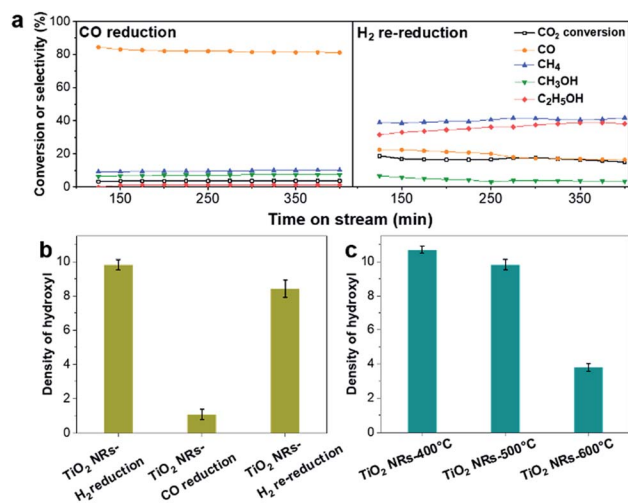 a
CO reduction
H2 re-reduction
CO2 conversion
CO
CH4
CH3OH
C2H5OH
Conversion or selectivity (%)
100
80
60
40
20
0
150
250
350
150
250
350
Time on stream (min)
b
Density of hydroxyl
10
8
6
4
2
0
TiO2 NRs-
H2 reduction
TiO2 NRs-
CO reduction
TiO2 NRs-
H2 re-reduction
c
Density of hydroxyl
10
8
6
4
2
0
TiO2 NRs-400°C
TiO2 NRs-500°C
TiO2 NRs-600°C